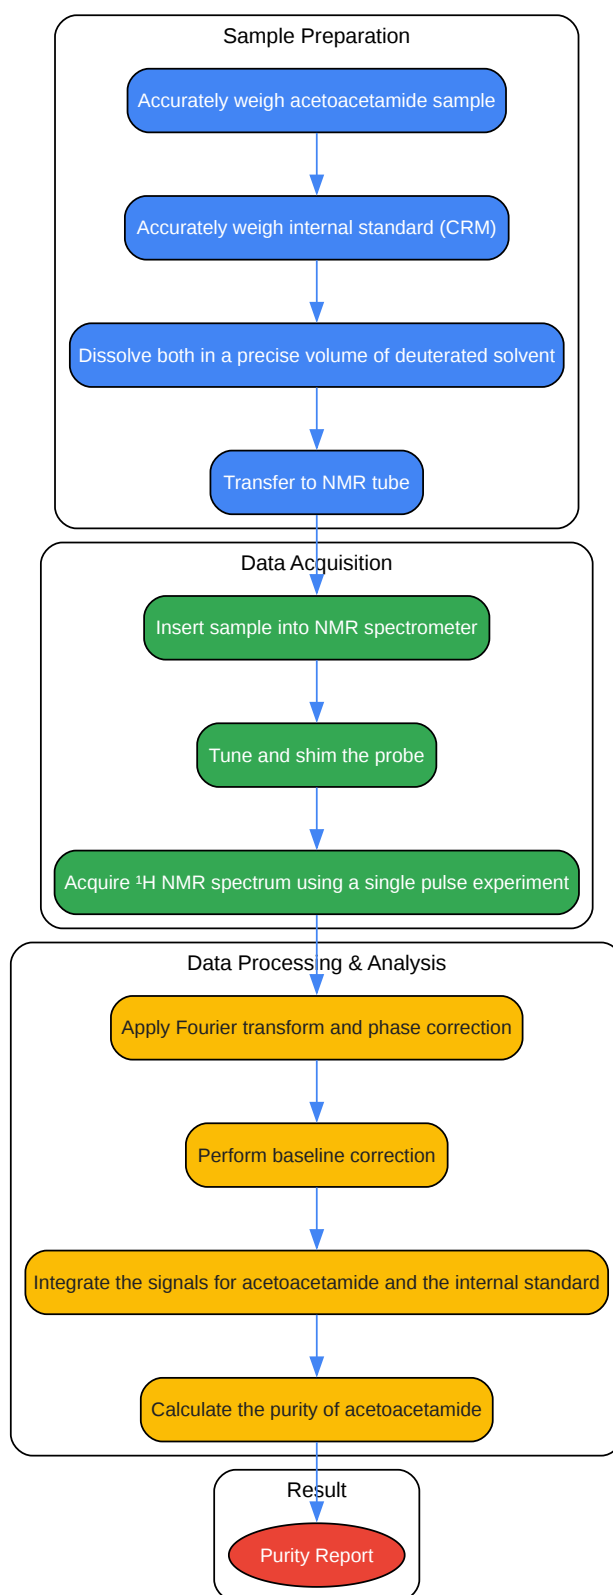 Sample Preparation
Accurately weigh acetoacetamide sample
Accurately weigh internal standard (CRM)
Dissolve both in a precise volume of deuterated solvent
Transfer to NMR tube
Data Acquisition
Insert sample into NMR spectrometer
Tune and shim the probe
Acquire ¹H NMR spectrum using a single pulse experiment
Data Processing & Analysis
Apply Fourier transform and phase correction
Perform baseline correction
Integrate the signals for acetoacetamide and the internal standard
Calculate the purity of acetoacetamide
Result
Purity Report